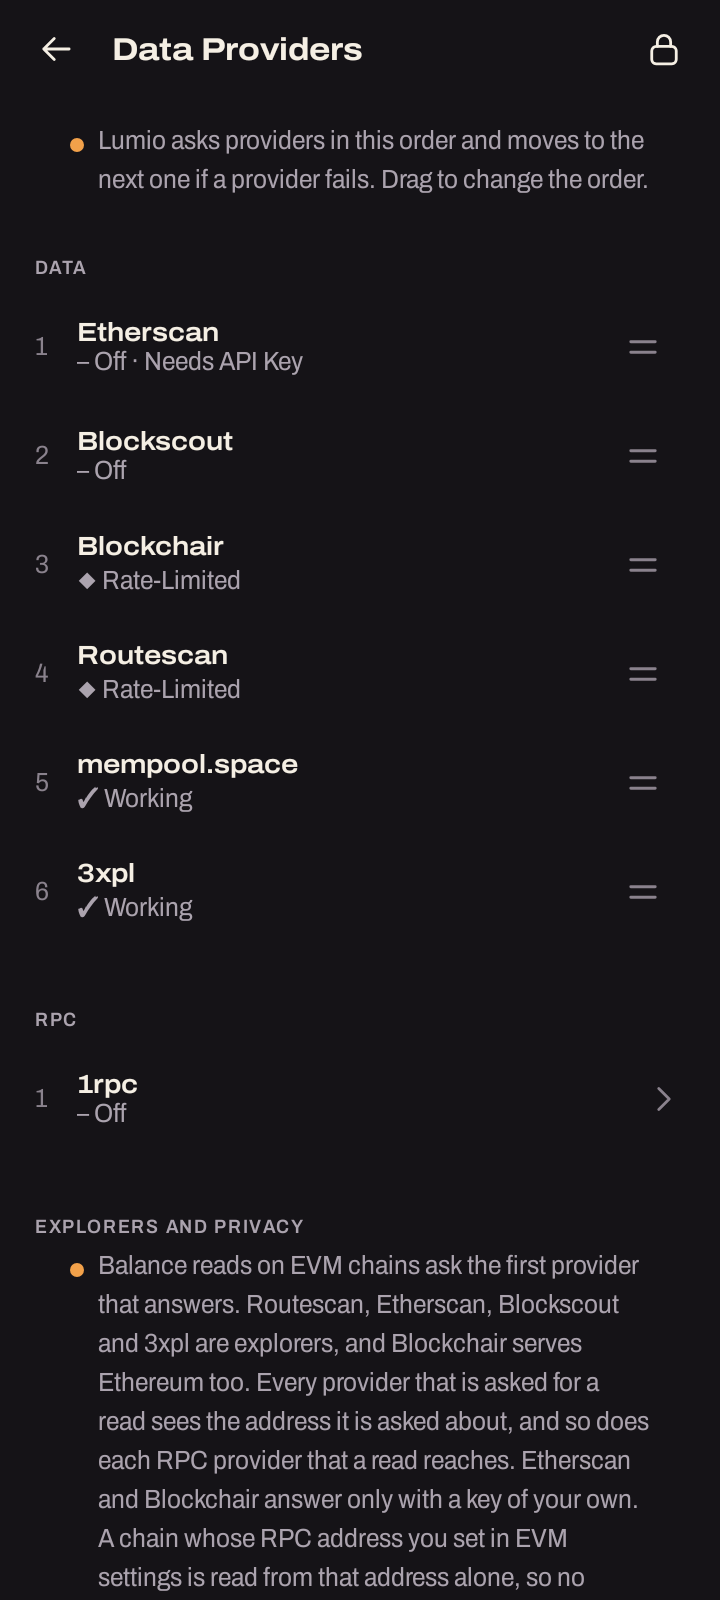 Data Providers
Lumio asks providers in this order and moves to the
next one if a provider fails. Drag to change the order.
DATA
1
Etherscan
– Off · Needs API Key
2
Blockscout
– Off
3
Blockchair
◆ Rate-Limited
4
Routescan
◆ Rate-Limited
5
mempool.space
✓ Working
6
3xpl
✓ Working
RPC
1
1rpc
– Off
EXPLORERS AND PRIVACY
Balance reads on EVM chains ask the first provider
that answers. Routescan, Etherscan, Blockscout
and 3xpl are explorers, and Blockchair serves
Ethereum too. Every provider that is asked for a
read sees the address it is asked about, and so does
each RPC provider that a read reaches. Etherscan
and Blockchair answer only with a key of your own.
A chain whose RPC address you set in EVM
settings is read from that address alone, so no